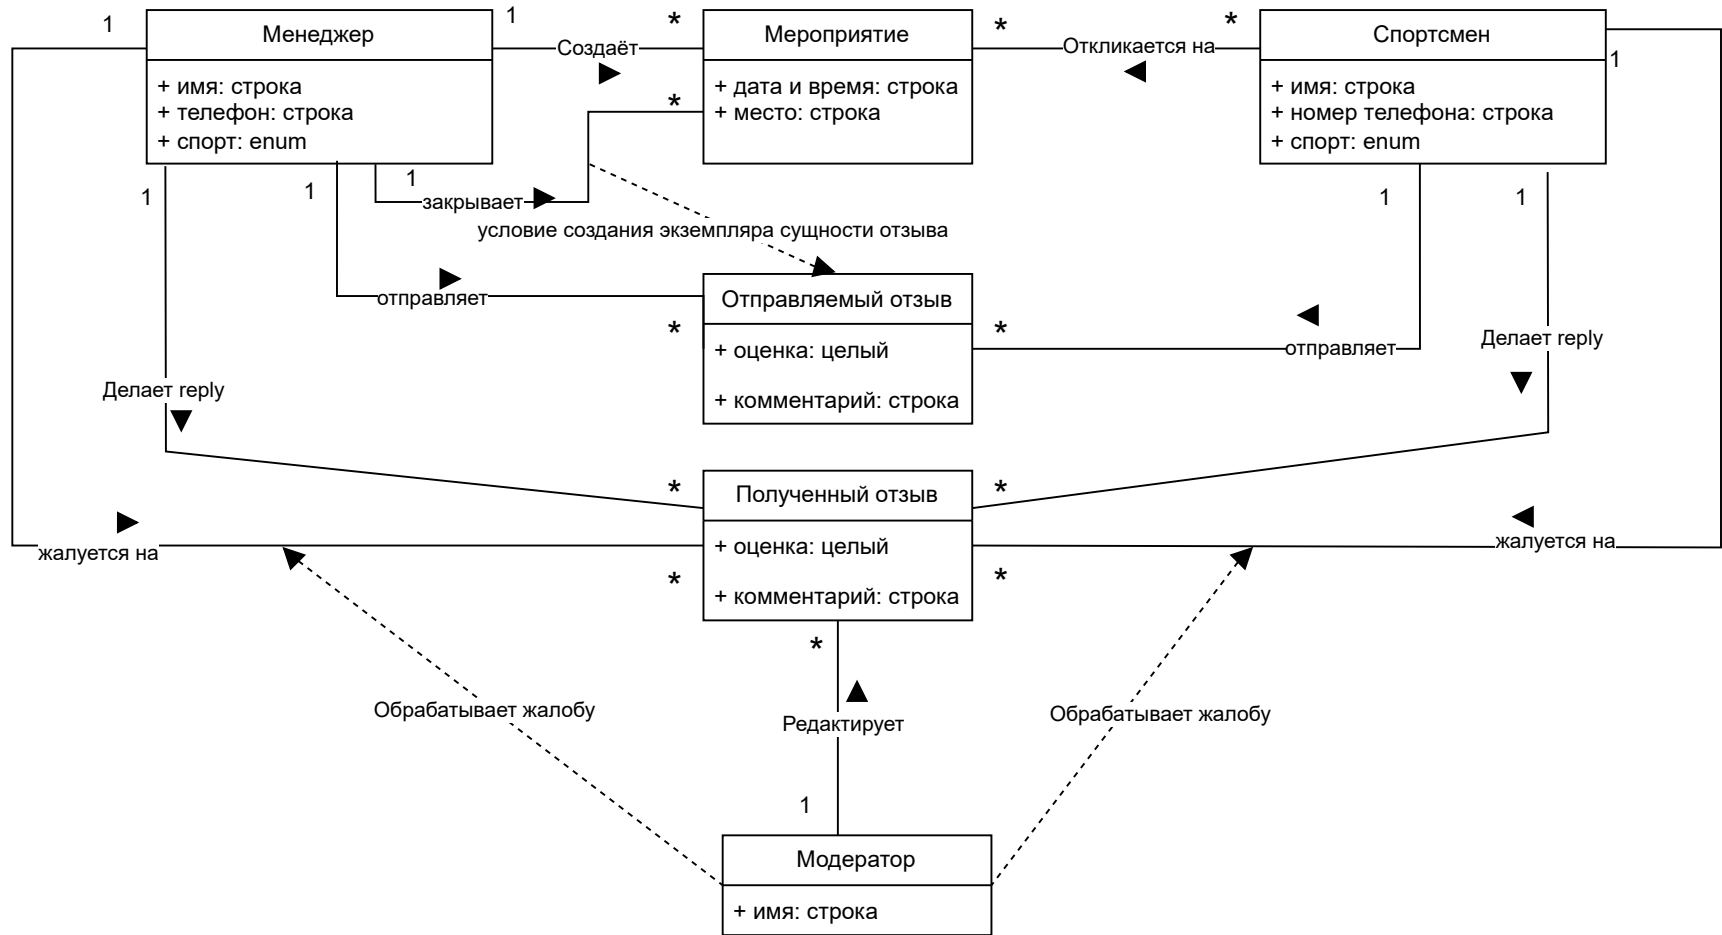 1
1
*
*
*
Менеджер
Создаёт
Мероприятие
Откликается на
Спортсмен
1
+ имя: строка
+ телефон: строка
+ спорт: enum
*
+ дата и время: строка
+ место: строка
+ имя: строка
+ номер телефона: строка
+ спорт: enum
1
1
1
закрывает
1
1
условие создания экземпляра сущности отзыва
отправляет
Отправляемый отзыв
*
*
+ оценка: целый
отправляет
Делает reply
Делает reply
+ комментарий: строка
*
*
Полученный отзыв
жалуется на
+ оценка: целый
жалуется на
*
*
+ комментарий: строка
*
Обрабатывает жалобу
Редактирует
Обрабатывает жалобу
1
Модератор
+ имя: строка